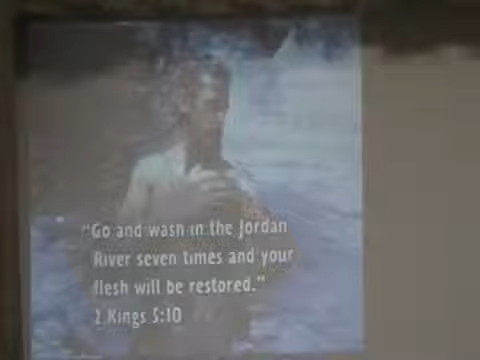 "Go and wash in the Jordan
River seven times and your
flesh will be restored."
2 Kings 5:10